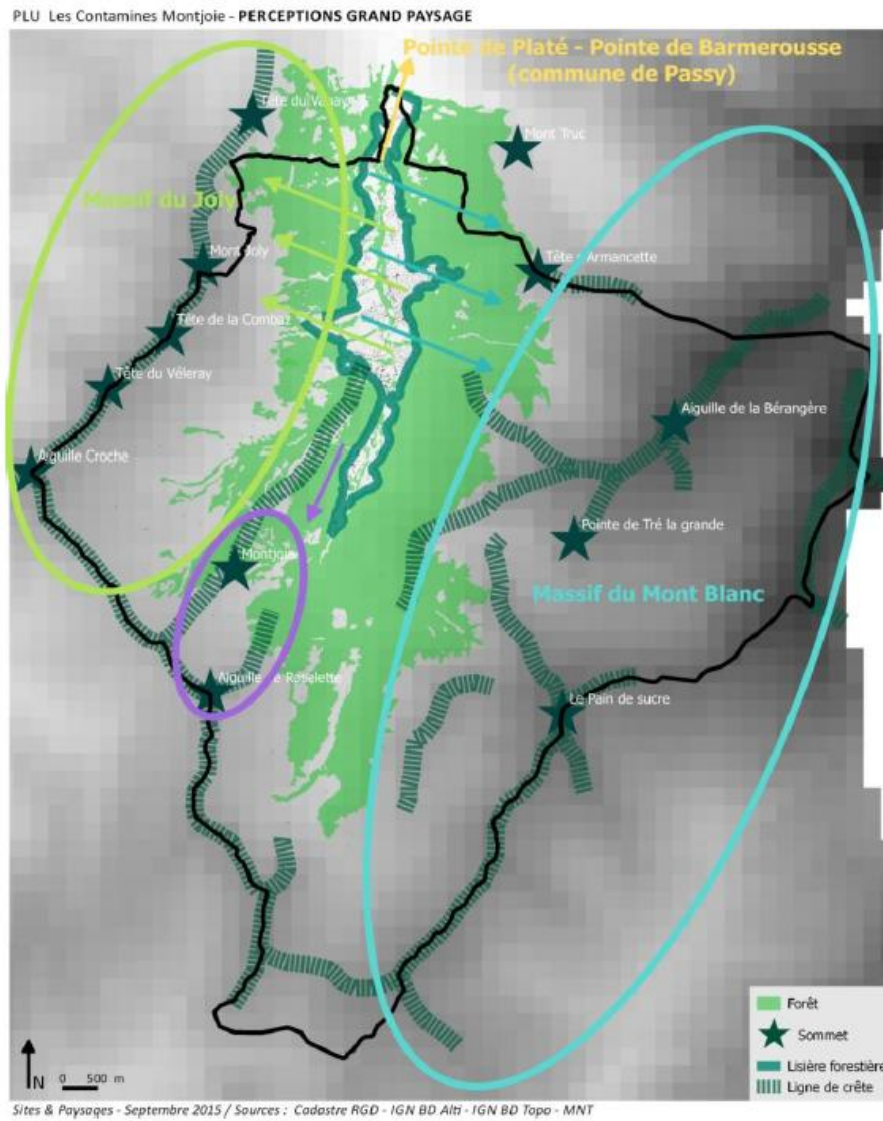 PLU Les Contamines Montjoie - PERCEPTIONS GRAND PAYSAGE
Pointe de Platé - Pointe de Barmerousse
(commune de Passy)
Tête du Vanay
Mont Truc
Massif du Joly
Mont Joly
Tête d'Armancette
Tête de la Combaz
Tête du Véleray
Aiguille de la Bérangère
Aiguille Croche
Pointe de Tré la grande
Montjoie
Massif du Mont Blanc
Aiguille de Roselette
Le Pain de sucre
Forêt
Sommet
Lisière forestière
Ligne de crête
N 0 500 m
Sites & Paysages - Septembre 2015 / Sources : Cadastre RGD - IGN BD Alti - IGN BD Topo - MNT